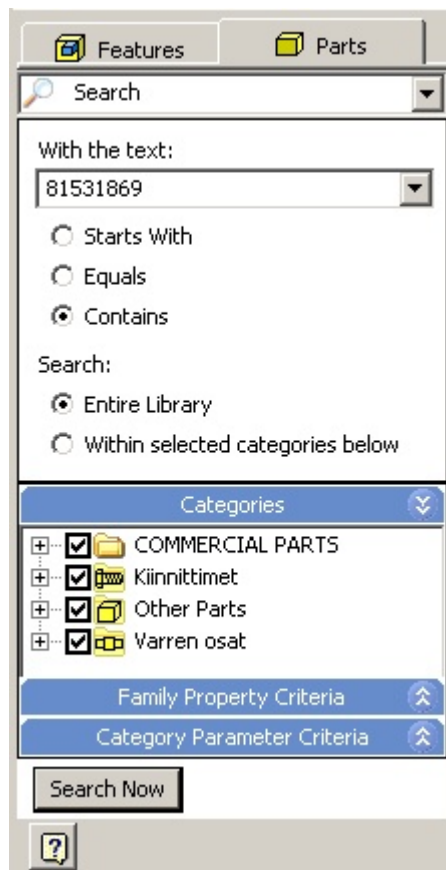 Features
Parts
Search
With the text:
81531869
Starts With
Equals
Contains
Search:
Entire Library
Within selected categories below
Categories
COMMERCIAL PARTS
Kiinnittimet
Other Parts
Varren osat
Family Property Criteria
Category Parameter Criteria
Search Now
?